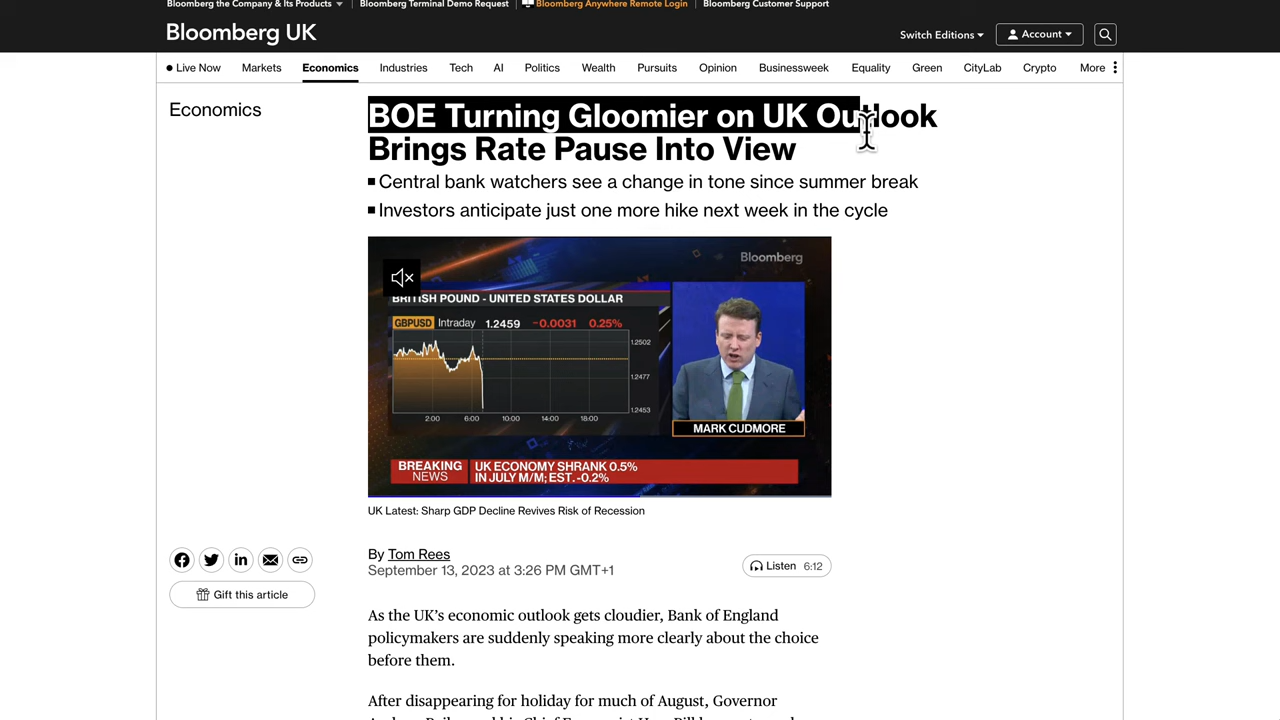 Bloomberg the Company & Its Products
Bloomberg Terminal Demo Request
Bloomberg Anywhere Remote Login
Bloomberg Customer Support
Bloomberg UK
Switch Editions
Account
Live Now
Markets
Economics
Industries
Tech
AI
Politics
Wealth
Pursuits
Opinion
Businessweek
Equality
Green
CityLab
Crypto
More
Economics
BOE Turning Gloomier on UK Outlook
Brings Rate Pause Into View
Central bank watchers see a change in tone since summer break
Investors anticipate just one more hike next week in the cycle
Bloomberg
BRITISH POUND - UNITED STATES DOLLAR
GBPUSD Intraday 1.2459 -0.0031 0.25%
1.2502
1.2477
1.2453
2:00 6:00 10:00 14:00 18:00
MARK CUDMORE
BREAKING NEWS
UK ECONOMY SHRANK 0.5%
IN JULY M/M; EST. -0.2%
UK Latest: Sharp GDP Decline Revives Risk of Recession
By Tom Rees
September 13, 2023 at 3:26 PM GMT+1
Listen 6:12
Gift this article
As the UK's economic outlook gets cloudier, Bank of England
policymakers are suddenly speaking more clearly about the choice
before them.
After disappearing for holiday for much of August, Governor